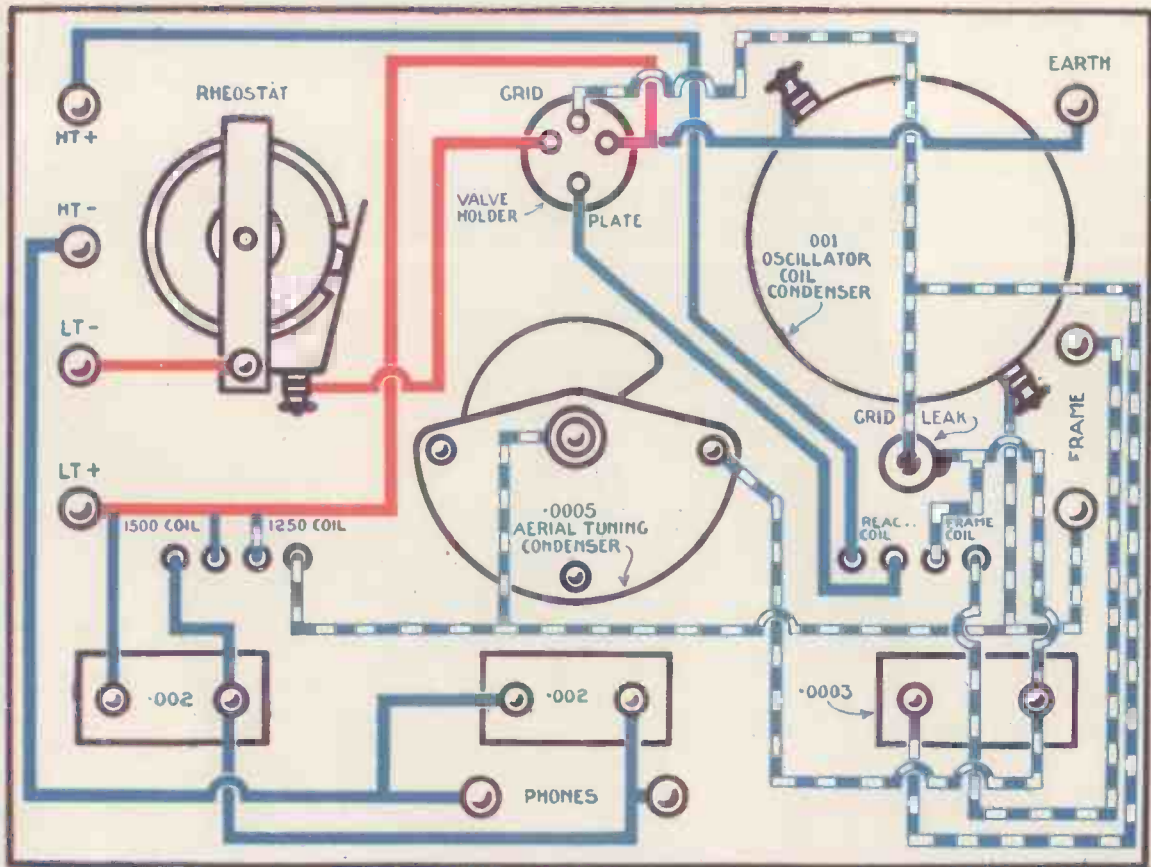 HT+
RHEOSTAT
GRID
EARTH
HT-
VALVE
HOLDER
PLATE
001
OSCILLATOR
COIL
CONDENSER
LT-
GRID LEAK
FRAME
LT+
1500 COIL
1250 COIL
.0005
AERIAL TUNING
CONDENSER
REAC..
COIL
FRAME
COIL
.002
.002
.0003
PHONES